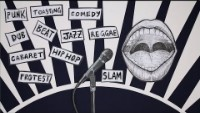 PUNK
TOASTING
COMEDY
DUB
BEAT
JAZZ
REGGAE
CABARET
HIP HOP
PROTEST
SLAM